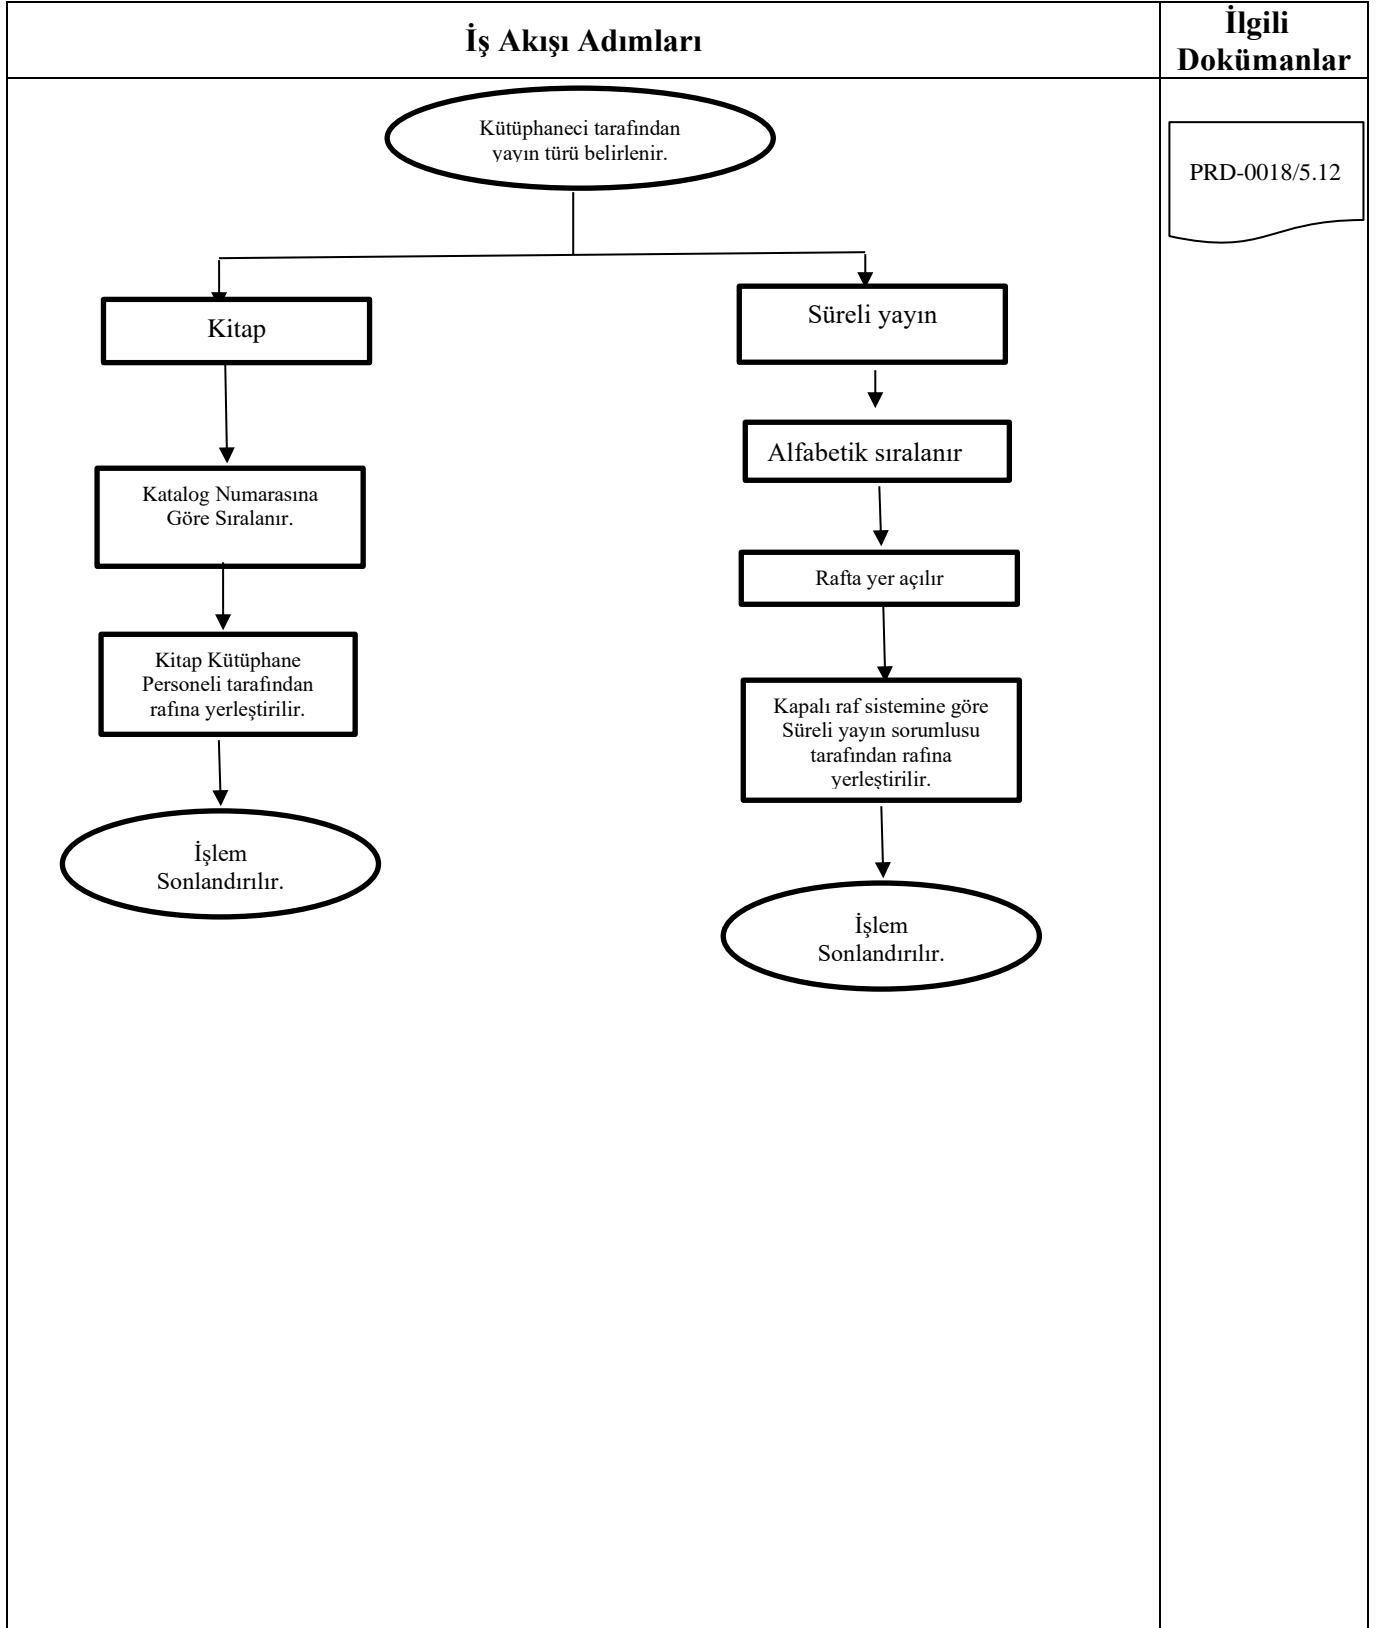 İş Akışı Adımları
İlgili
Dokümanlar
Kütüphaneci tarafından
yayın türü belirlenir.
PRD-0018/5.12
Kitap
Süreli yayın
Alfabetik sıralanır
Katalog Numarasına
Göre Sıralanır.
Rafta yer açılır
Kitap Kütüphane
Personeli tarafından
rafına yerleştirilir.
Kapalı raf sistemine göre
Süreli yayın sorumlusu
tarafından rafına
yerleştirilir.
İşlem
Sonlandırılır.
İşlem
Sonlandırılır.